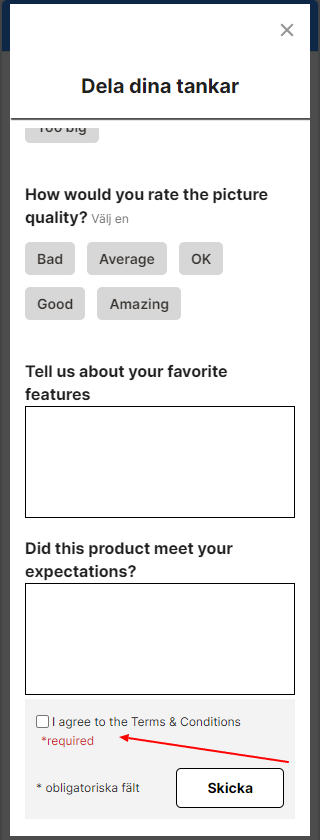 Dela dina tankar
Too big
How would you rate the picture
quality? Välj en
Bad Average OK
Good Amazing
Tell us about your favorite
features
Did this product meet your
expectations?
I agree to the Terms & Conditions
*required
* obligatoriska fält Skicka